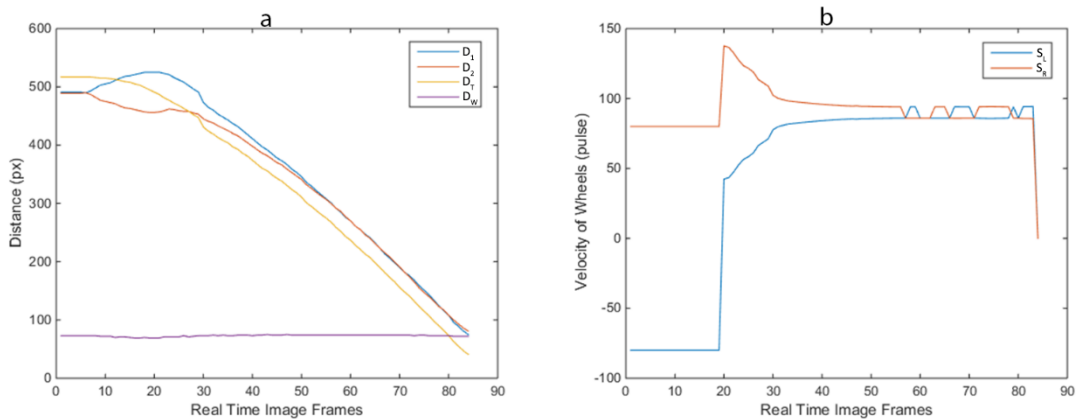 a
600
500
400
300
200
100
0
Distance (px)
0 10 20 30 40 50 60 70 80 90
Real Time Image Frames
D1
D2
DT
DW
b
150
100
50
0
-50
-100
Velocity of Wheels (pulse)
0 10 20 30 40 50 60 70 80 90
Real Time Image Frames
SL
SR